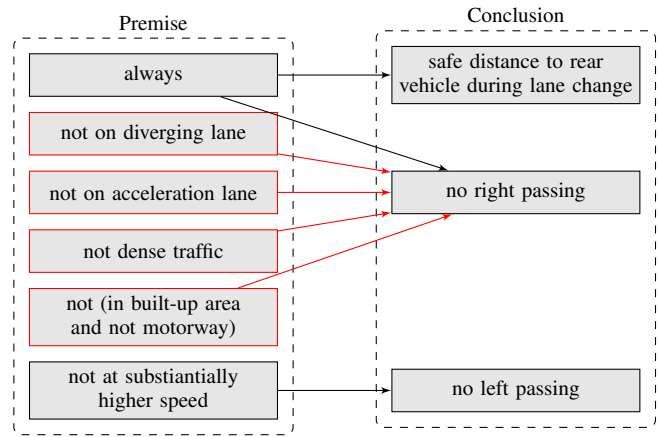 Premise
always
not on diverging lane
not on acceleration lane
not dense traffic
not (in built-up area
and not motorway)
not at substantially
higher speed
Conclusion
safe distance to rear
vehicle during lane change
no right passing
no left passing